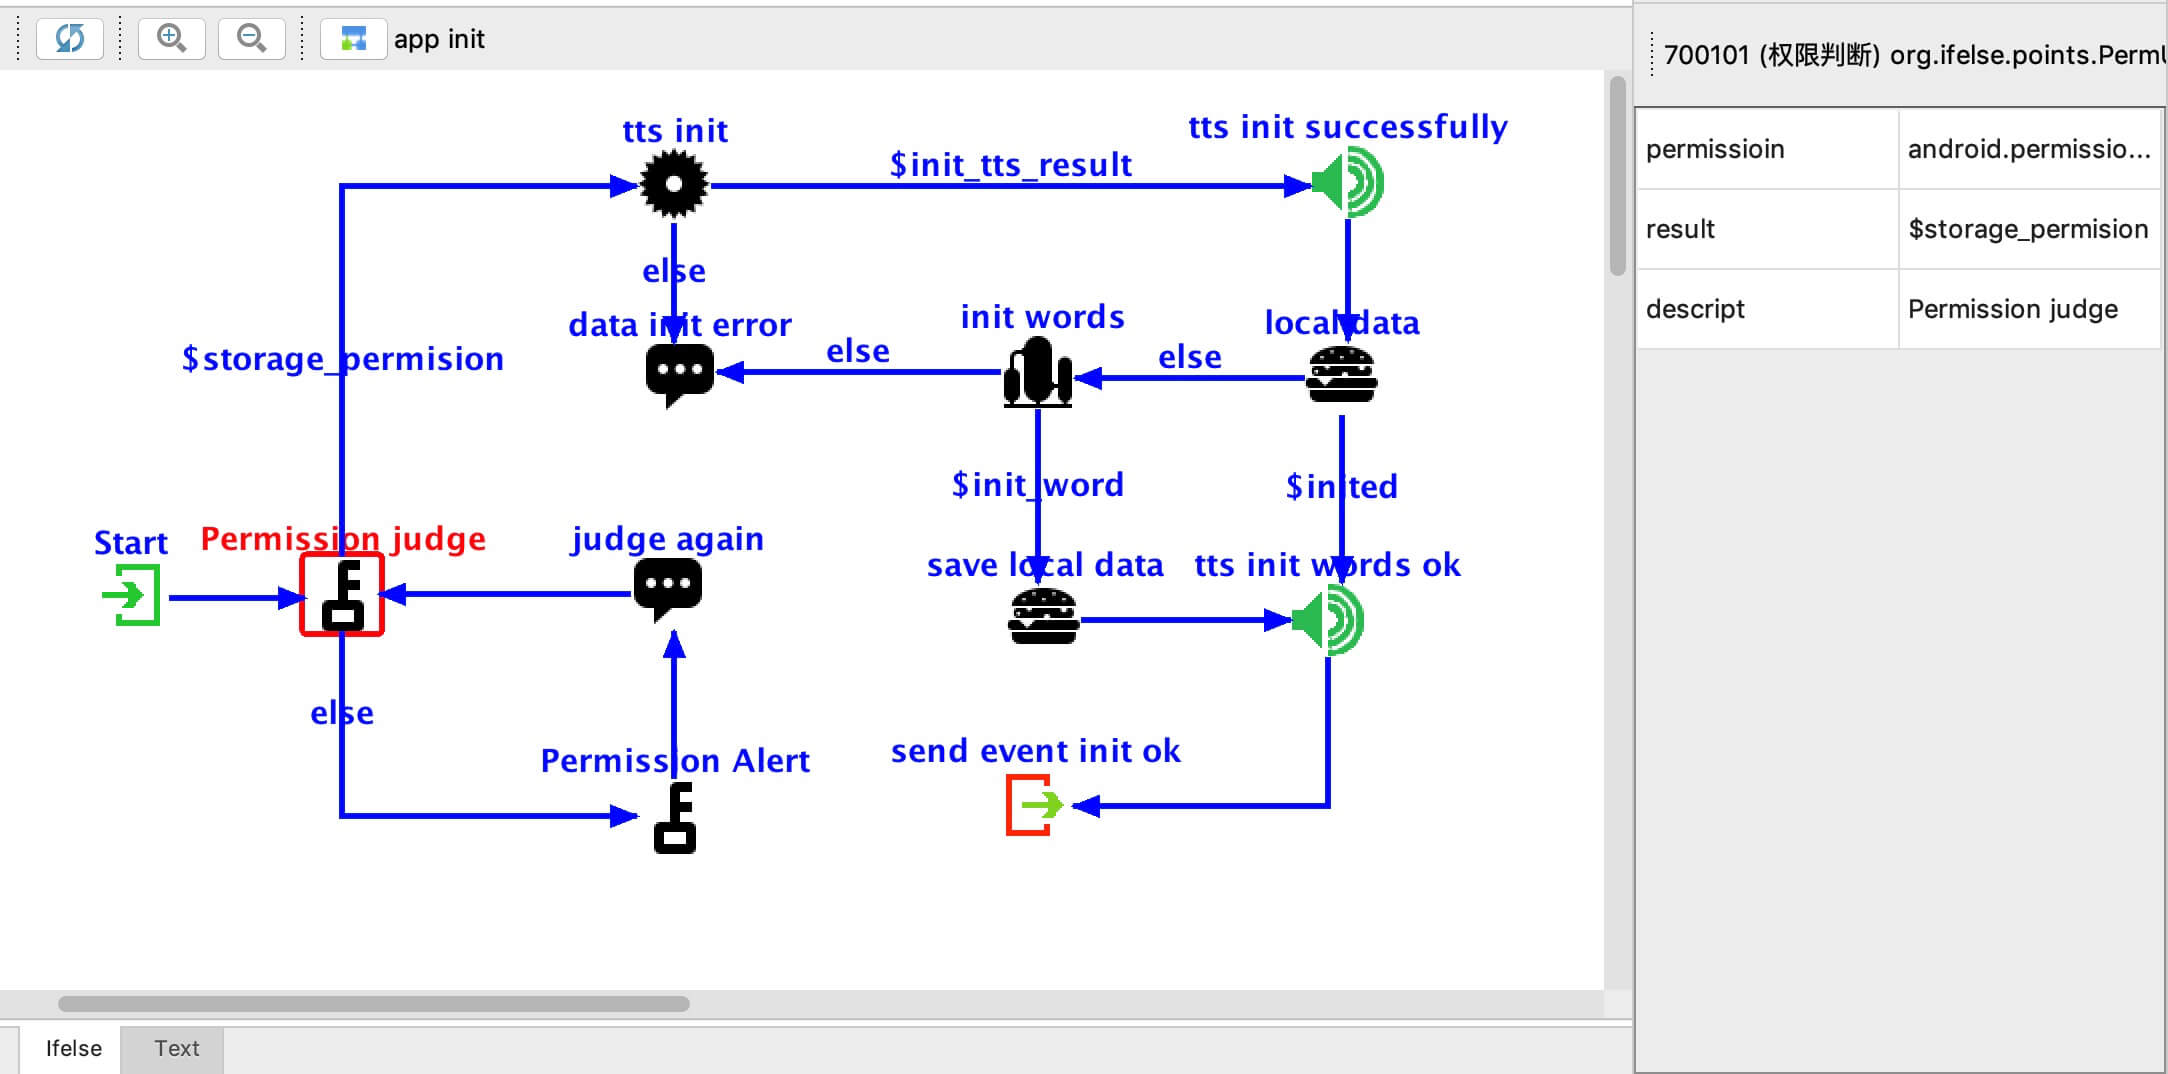 app init
700101 (权限判断) org.ifelse.points.Perm
permissioin android.permissio...
result $storage_permision
descript Permission judge
tts init
$init_tts_result
tts init successfully
else
data init error
else
init words
else
local data
$storage_permision
$init_word
$inited
Start
Permission judge
judge again
save local data
tts init words ok
else
Permission Alert
send event init ok
Ifelse
Text